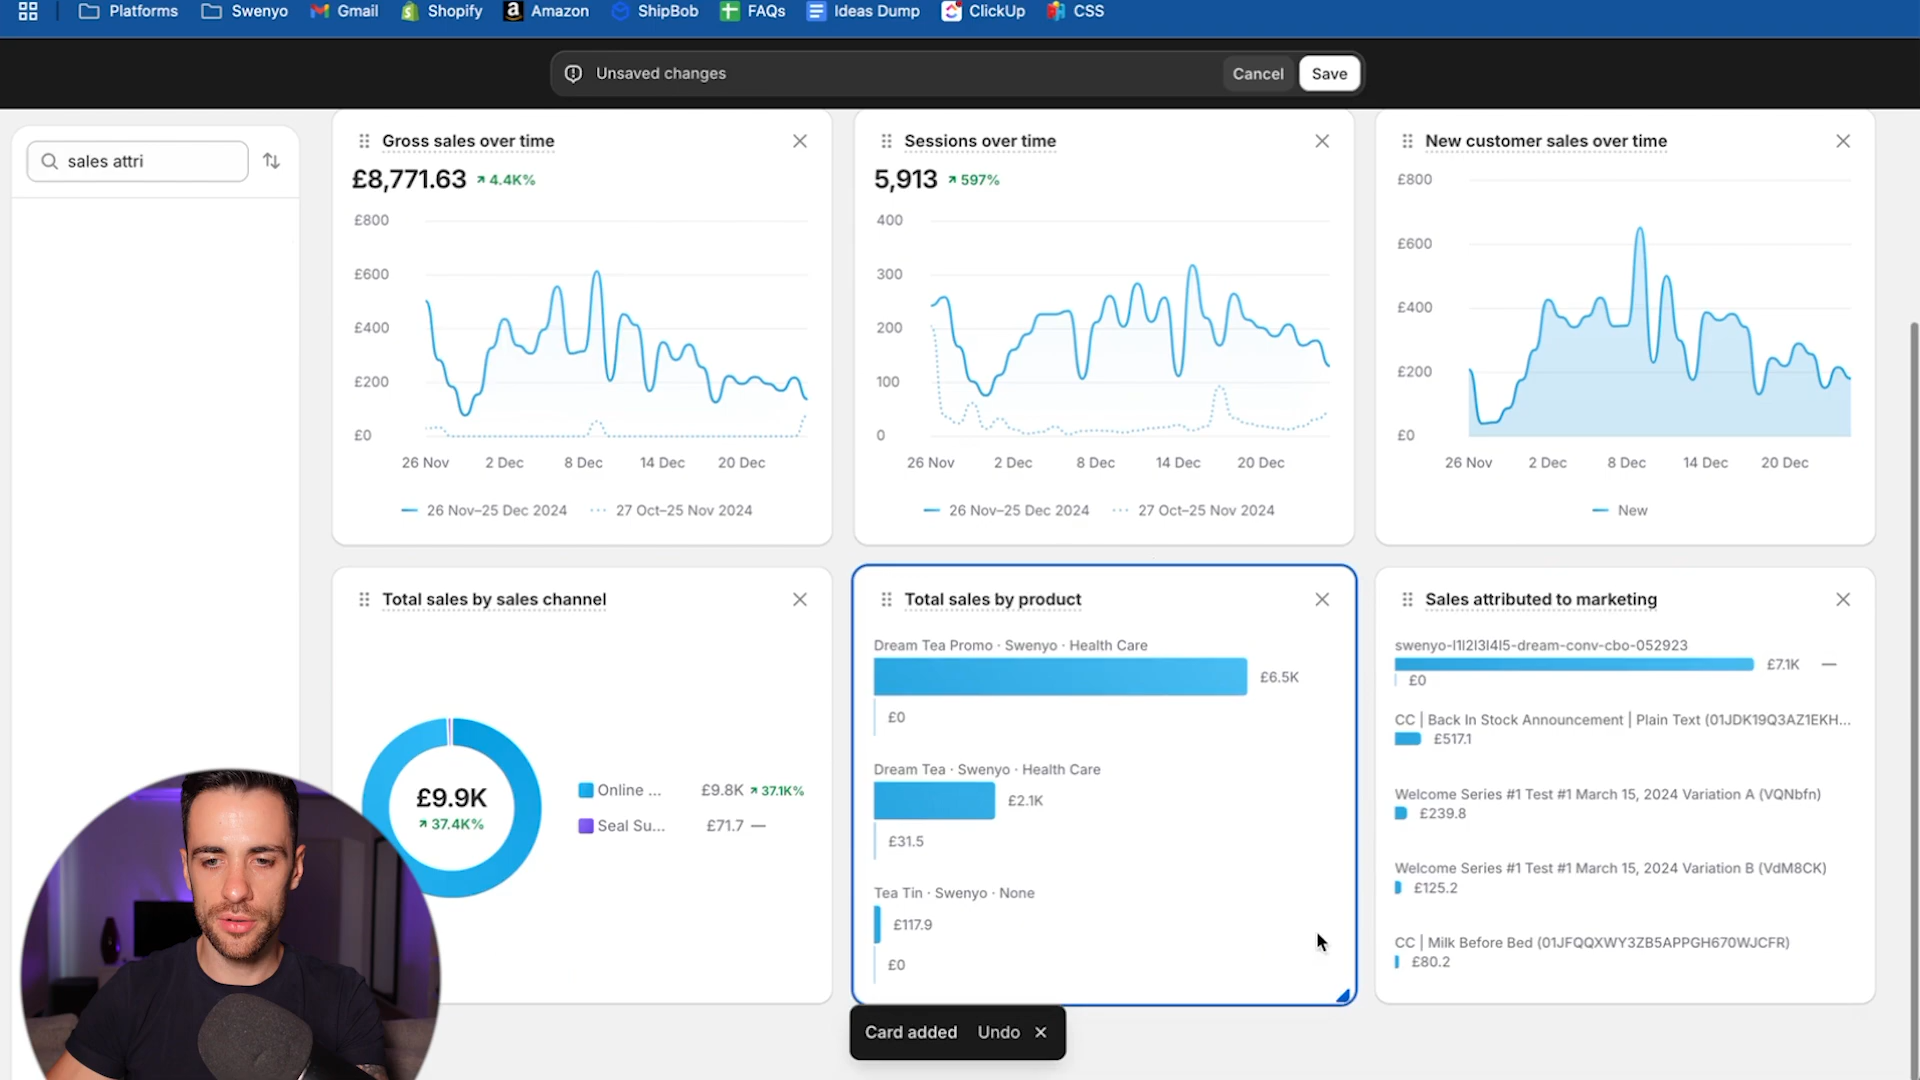 Platforms Swenyo Gmail Shopify Amazon ShipBob FAQs Ideas Dump ClickUp CSS
Unsaved changes Cancel Save
sales attri
Gross sales over time
£8,771.63 4.4K%
£800
£600
£400
£200
£0
26 Nov 2 Dec 8 Dec 14 Dec 20 Dec
26 Nov–25 Dec 2024 27 Oct–25 Nov 2024
Sessions over time
5,913 597%
400
300
200
100
0
26 Nov 2 Dec 8 Dec 14 Dec 20 Dec
26 Nov–25 Dec 2024 27 Oct–25 Nov 2024
New customer sales over time
£800
£600
£400
£200
£0
26 Nov 2 Dec 8 Dec 14 Dec 20 Dec
New
Total sales by sales channel
£9.9K
37.4K%
Online ... £9.8K 37.1K%
Seal Su... £71.7 —
Total sales by product
Dream Tea Promo · Swenyo · Health Care
£6.5K
£0
Dream Tea · Swenyo · Health Care
£2.1K
£31.5
Tea Tin · Swenyo · None
£117.9
£0
Sales attributed to marketing
swenyo-l1l2l3l4l5-dream-conv-cbo-052923
£7.1K —
£0
CC | Back In Stock Announcement | Plain Text (01JDK19Q3AZ1EKH...
£517.1
Welcome Series #1 Test #1 March 15, 2024 Variation A (VQNbfn)
£239.8
Welcome Series #1 Test #1 March 15, 2024 Variation B (VdM8CK)
£125.2
CC | Milk Before Bed (01JFQQXWY3ZB5APPGH670WJCFR)
£80.2
Card added Undo